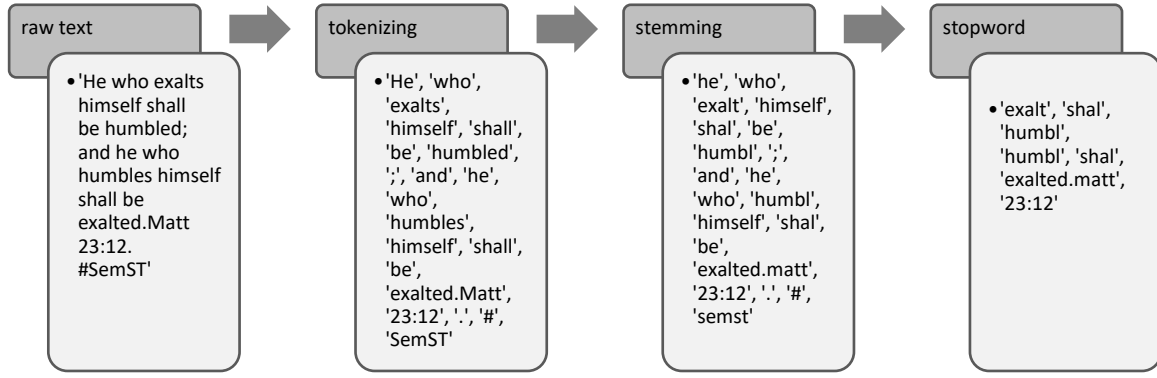 raw text
•'He who exalts
himself shall
be humbled;
and he who
humbles himself
shall be
exalted.Matt
23:12.
#SemST'
tokenizing
•'He', 'who',
'exalts',
'himself', 'shall',
'be', 'humbled',
';', 'and', 'he',
'who',
'humbles',
'himself', 'shall',
'be',
'exalted.Matt',
'23:12', '.', '#',
'SemST'
stemming
•'he', 'who',
'exalt', 'himself',
'shal', 'be',
'humbl', ';',
'and', 'he',
'who', 'humbl',
'himself', 'shal',
'be',
'exalted.matt',
'23:12', '.', '#',
'semst'
stopword
•'exalt', 'shal',
'humbl',
'humbl', 'shal',
'exalted.matt',
'23:12'